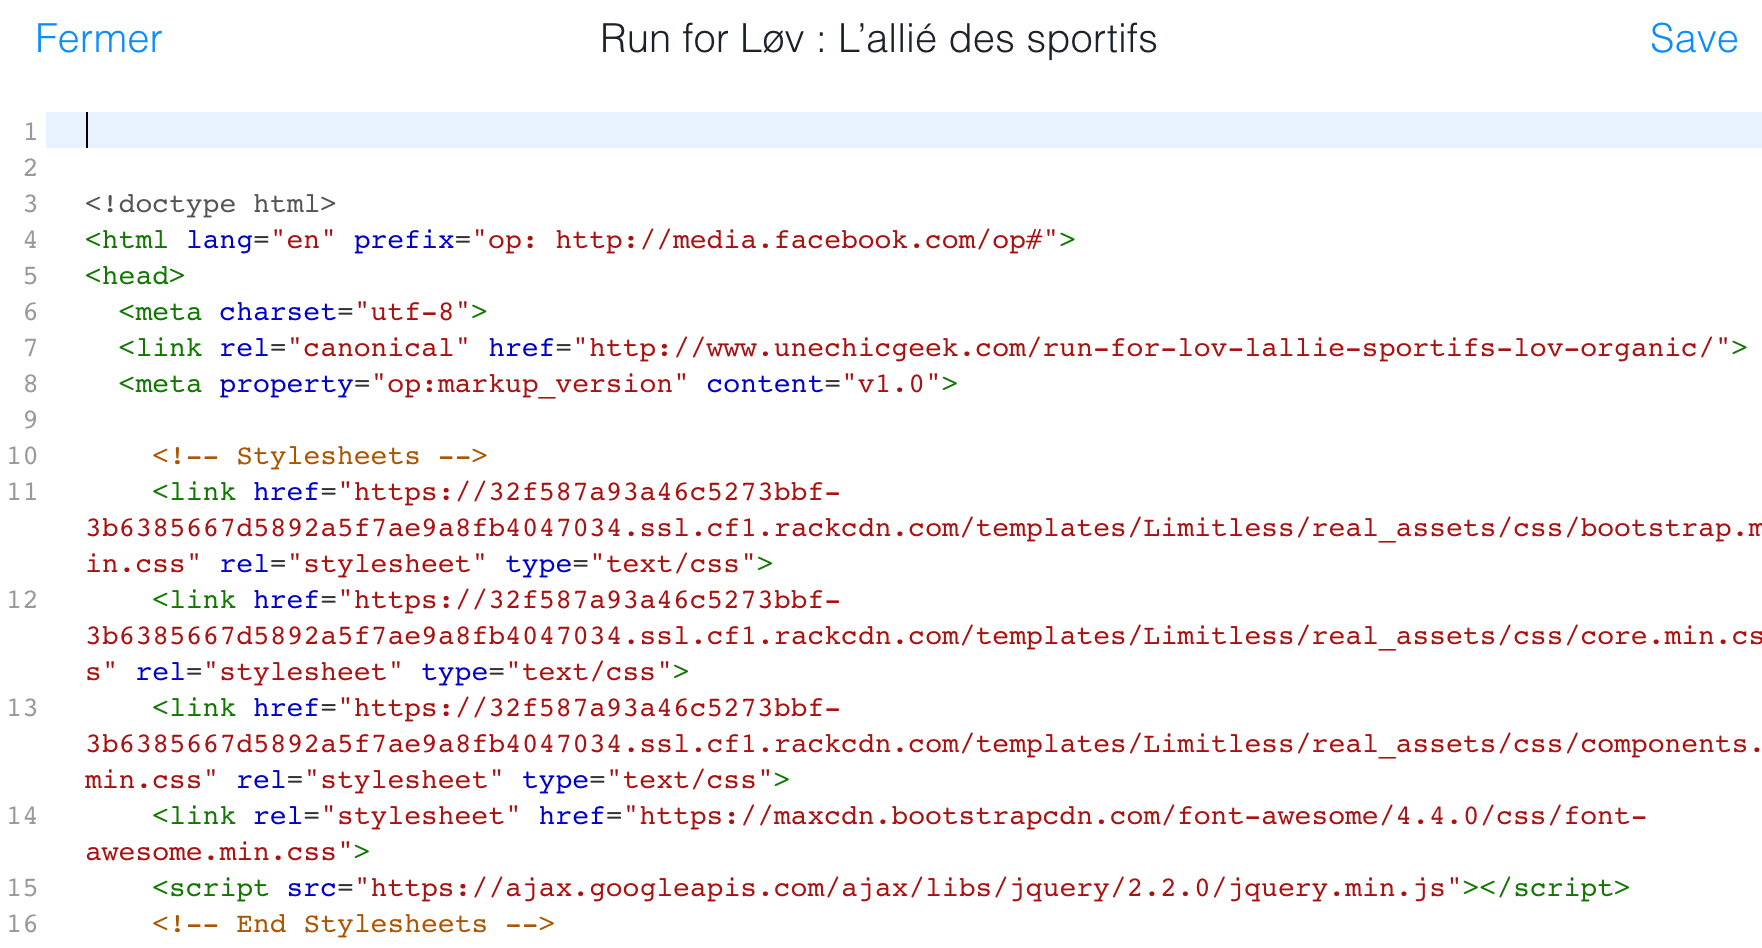 Fermer
Run for Løv : L’allié des sportifs
Save
1
2
3 <!doctype html>
4 <html lang="en" prefix="op: http://media.facebook.com/op#">
5 <head>
6 <meta charset="utf-8">
7 <link rel="canonical" href="http://www.unechicgeek.com/run-for-lov-lallie-sportifs-lov-organic/">
8 <meta property="op:markup_version" content="v1.0">
9
10 <!-- Stylesheets -->
11 <link href="https://32f587a93a46c5273bbf-
3b6385667d5892a5f7ae9a8fb4047034.ssl.cf1.rackcdn.com/templates/Limitless/real_assets/css/bootstrap.m
in.css" rel="stylesheet" type="text/css">
12 <link href="https://32f587a93a46c5273bbf-
3b6385667d5892a5f7ae9a8fb4047034.ssl.cf1.rackcdn.com/templates/Limitless/real_assets/css/core.min.cs
s" rel="stylesheet" type="text/css">
13 <link href="https://32f587a93a46c5273bbf-
3b6385667d5892a5f7ae9a8fb4047034.ssl.cf1.rackcdn.com/templates/Limitless/real_assets/css/components.
min.css" rel="stylesheet" type="text/css">
14 <link rel="stylesheet" href="https://maxcdn.bootstrapcdn.com/font-awesome/4.4.0/css/font-
awesome.min.css">
15 <script src="https://ajax.googleapis.com/ajax/libs/jquery/2.2.0/jquery.min.js"></script>
16 <!-- End Stylesheets -->